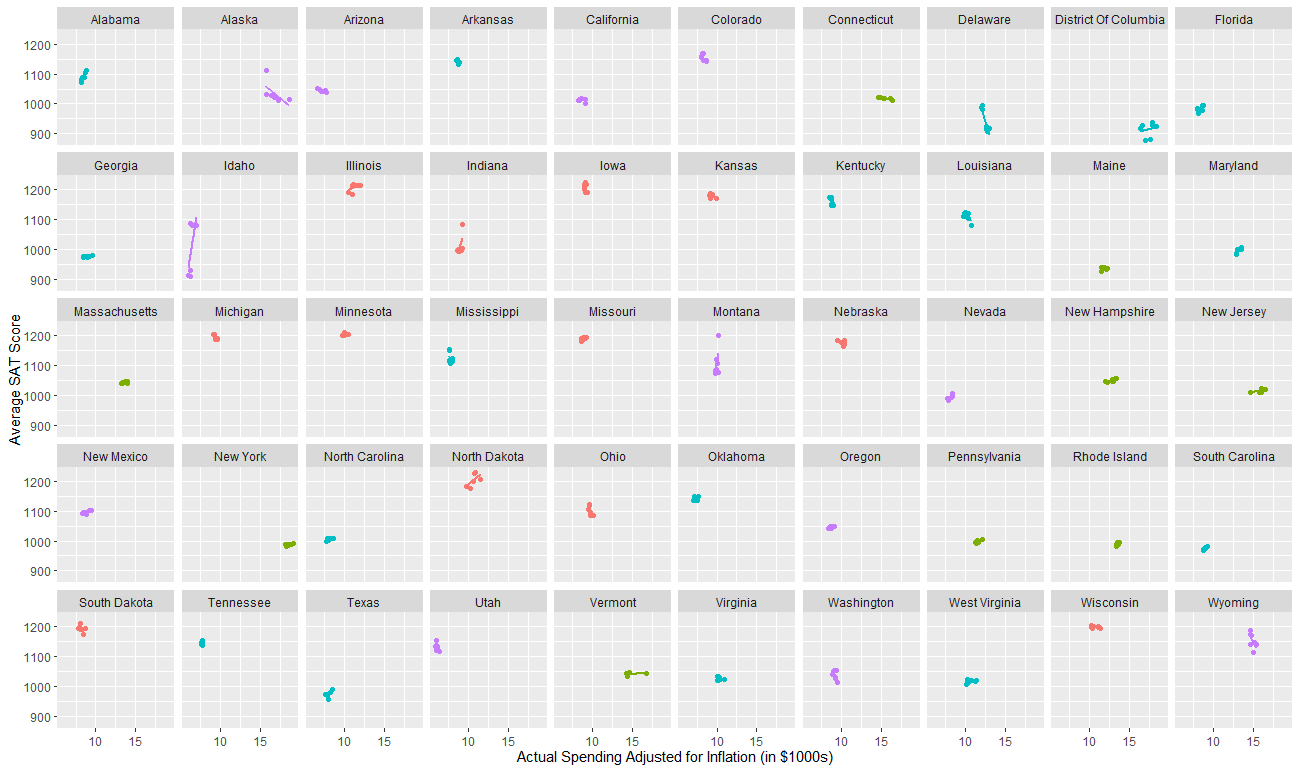 Alabama Alaska Arizona Arkansas California Colorado Connecticut Delaware District Of Columbia Florida
1200
1100
1000
900
Georgia Idaho Illinois Indiana Iowa Kansas Kentucky Louisiana Maine Maryland
1200
1100
1000
900
Massachusetts Michigan Minnesota Mississippi Missouri Montana Nebraska Nevada New Hampshire New Jersey
1200
1100
1000
900
Average SAT Score
New Mexico New York North Carolina North Dakota Ohio Oklahoma Oregon Pennsylvania Rhode Island South Carolina
1200
1100
1000
900
South Dakota Tennessee Texas Utah Vermont Virginia Washington West Virginia Wisconsin Wyoming
1200
1100
1000
900
10 15 10 15 10 15 10 15 10 15 10 15 10 15 10 15 10 15 10 15
Actual Spending Adjusted for Inflation (in $1000s)